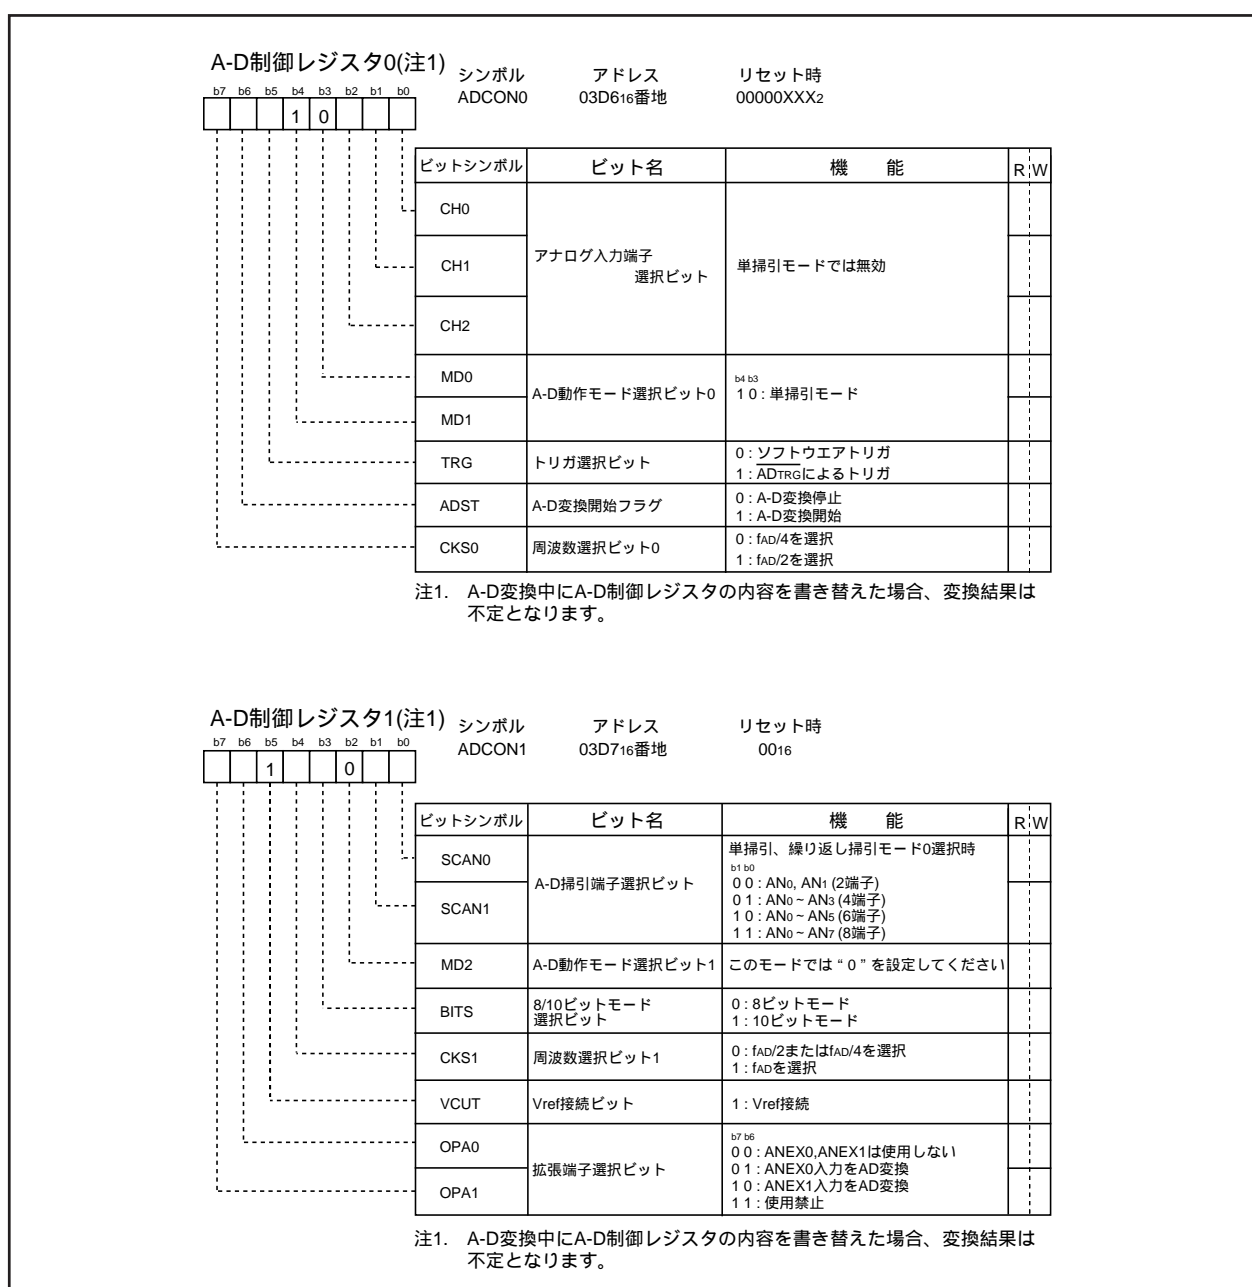 A-D制御レジスタ0(注1)
シンボル アドレス リセット時
ADCON0 03D616番地 00000XXX2
b7 b6 b5 b4 b3 b2 b1 b0
1 0
ビットシンボル ビット名 機 能 R W
CH0
CH1
CH2
アナログ入力端子
選択ビット
単掃引モードでは無効
MD0
MD1
A-D動作モード選択ビット0
b4 b3
1 0 : 単掃引モード
TRG トリガ選択ビット
0 : ソフトウエアトリガ
1 : ADTRGによるトリガ
ADST A-D変換開始フラグ
0 : A-D変換停止
1 : A-D変換開始
CKS0 周波数選択ビット0
0 : fAD/4を選択
1 : fAD/2を選択
注1. A-D変換中にA-D制御レジスタの内容を書き替えた場合、変換結果は
不定となります。
A-D制御レジスタ1(注1)
シンボル アドレス リセット時
ADCON1 03D716番地 0016
b7 b6 b5 b4 b3 b2 b1 b0
1 0
ビットシンボル ビット名 機 能 R W
SCAN0
SCAN1
A-D掃引端子選択ビット
単掃引、繰り返し掃引モード0選択時
b1 b0
0 0 : AN0, AN1 (2端子)
0 1 : AN0 ~ AN3 (4端子)
1 0 : AN0 ~ AN5 (6端子)
1 1 : AN0 ~ AN7 (8端子)
MD2 A-D動作モード選択ビット1 このモードでは “ 0 ” を設定してください
BITS
8/10ビットモード
選択ビット
0 : 8ビットモード
1 : 10ビットモード
CKS1 周波数選択ビット1
0 : fAD/2またはfAD/4を選択
1 : fADを選択
VCUT Vref接続ビット 1 : Vref接続
OPA0
OPA1
拡張端子選択ビット
b7 b6
0 0 : ANEX0,ANEX1は使用しない
0 1 : ANEX0入力をAD変換
1 0 : ANEX1入力をAD変換
1 1 : 使用禁止
注1. A-D変換中にA-D制御レジスタの内容を書き替えた場合、変換結果は
不定となります。